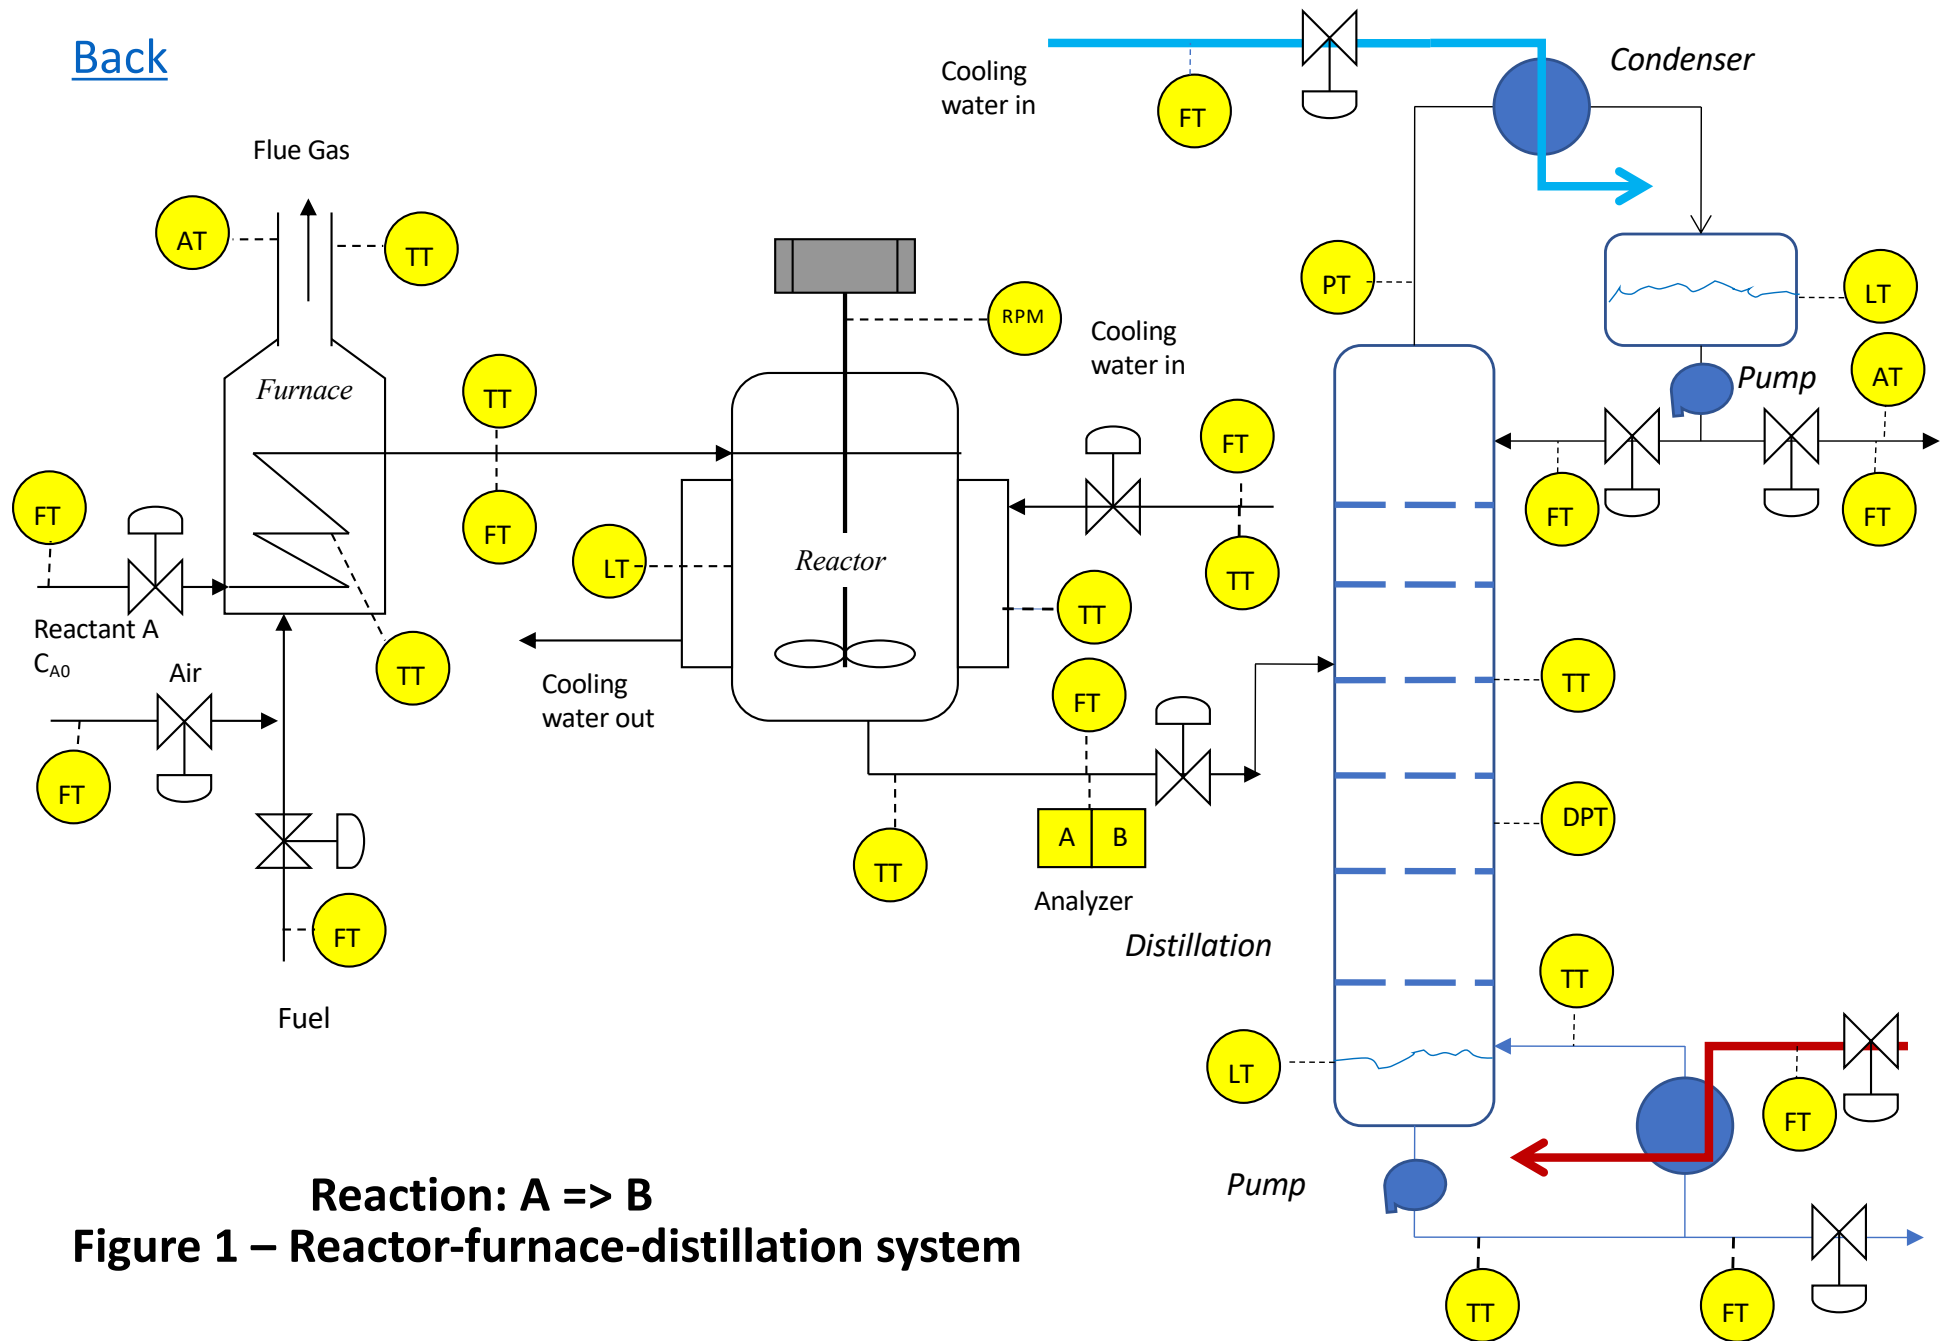 Back
Cooling
water in
Condenser
FT
Flue Gas
AT
TT
PT
LT
RPM
Cooling
water in
Furnace
TT
Pump
AT
FT
FT
FT
FT
FT
LT
Reactor
TT
TT
Reactant A
CA0
Air
TT
Cooling
water out
FT
TT
FT
TT
A
B
DPT
Analyzer
FT
Distillation
TT
Fuel
LT
FT
Pump
Reaction: A => B
Figure 1 – Reactor-furnace-distillation system
TT
FT